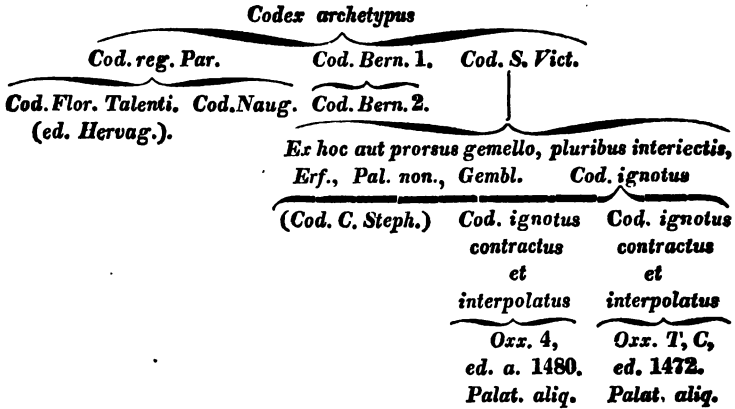 Codex archetypus
Cod. reg. Par. Cod. Bern. 1. Cod. S. Vict.
Cod. Flor. Talenti. Cod. Naug. Cod. Bern. 2.
(ed. Hervag.).
Ex hoc aut prorsus gemello, pluribus interiectis,
Erf., Pal. non., Gembl. Cod. ignotus
(Cod. C. Steph.) Cod. ignotus Cod. ignotus
contractus contractus
et et
interpolatus interpolatus
Oxx. 4, Oxx. T, C,
ed. a. 1480. ed. 1472.
Palat. aliq. Palat. aliq.